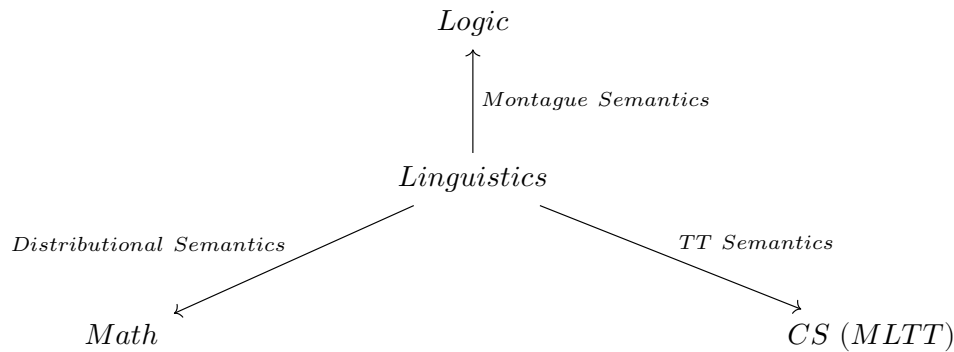 Logic
Montague Semantics
Linguistics
Distributional Semantics
TT Semantics
Math
CS (MLTT)